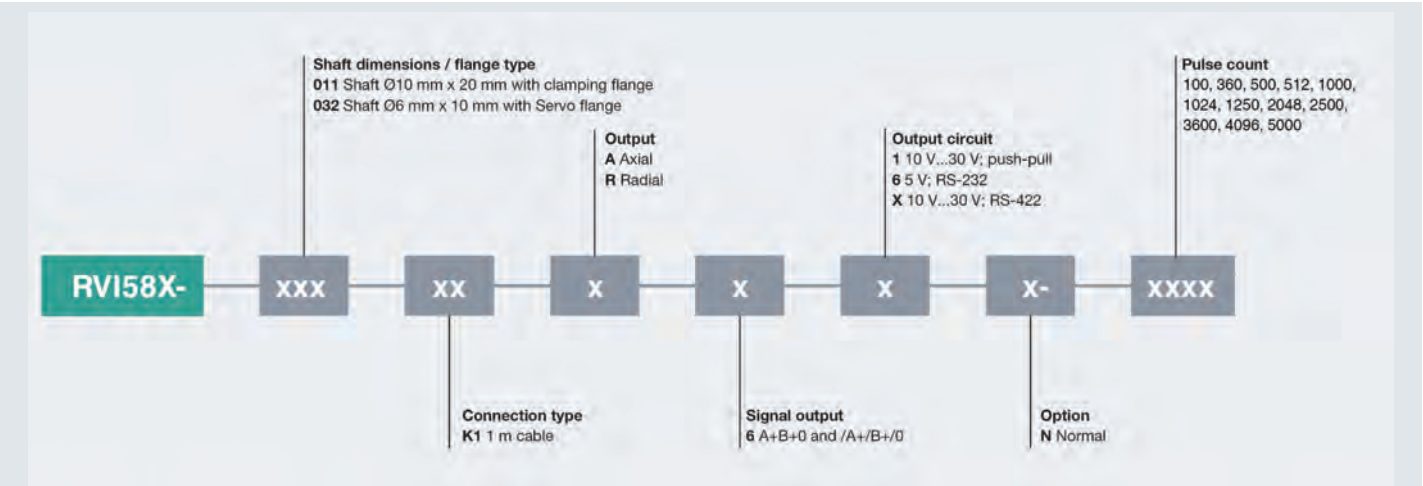 Shaft dimensions / flange type
011 Shaft Ø10 mm x 20 mm with clamping flange
032 Shaft Ø6 mm x 10 mm with Servo flange
Output
A Axial
R Radial
Output circuit
1 10 V...30 V; push-pull
6 5 V; RS-232
X 10 V...30 V; RS-422
Pulse count
100, 360, 500, 512, 1000,
1024, 1250, 2048, 2500,
3600, 4096, 5000
RVI58X- xxx xx x x x x- xxxx
Connection type
K1 1 m cable
Signal output
6 A+B+0 and /A+/B+/0
Option
N Normal